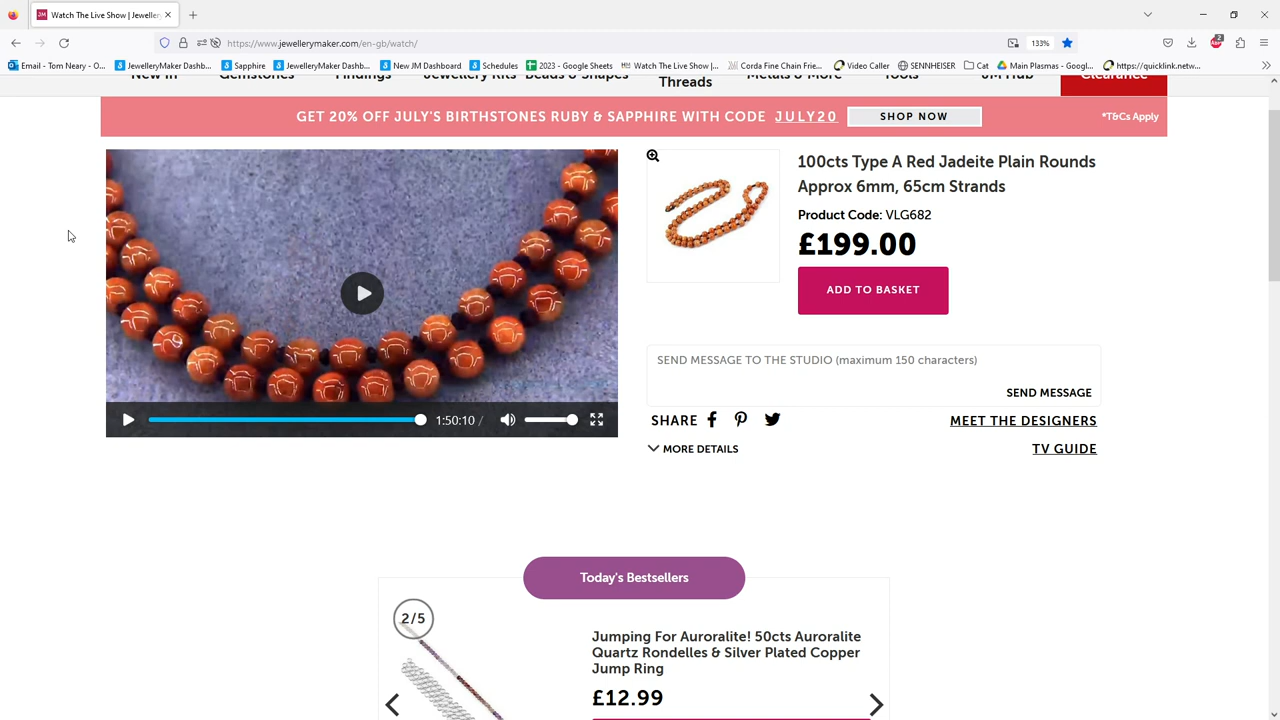 Watch The Live Show | Jeweller
https://www.jewellerymaker.com/en-gb/watch/
133%
2
Email - Tom Neary - O...
JewelleryMaker Dashb...
Sapphire
JewelleryMaker Dashb...
New JM Dashboard
Schedules
2023 - Google Sheets
Watch The Live Show |...
Corda Fine Chain Frie...
Video Caller
SENNHEISER
Cat
Main Plasmas - Googl...
https://quicklink.netw...
New In
Gemstones
Findings
Jewellery Kits
Beads & Shapes
Threads
Metals & More
Tools
JM Hub
Clearance
GET 20% OFF JULY'S BIRTHSTONES RUBY & SAPPHIRE WITH CODE JULY20
SHOP NOW
*T&Cs Apply
100cts Type A Red Jadeite Plain Rounds
Approx 6mm, 65cm Strands
Product Code: VLG682
£199.00
ADD TO BASKET
SEND MESSAGE TO THE STUDIO (maximum 150 characters)
SEND MESSAGE
1:50:10 /
SHARE
MEET THE DESIGNERS
MORE DETAILS
TV GUIDE
Today's Bestsellers
2/5
Jumping For Auroralite! 50cts Auroralite
Quartz Rondelles & Silver Plated Copper
Jump Ring
£12.99